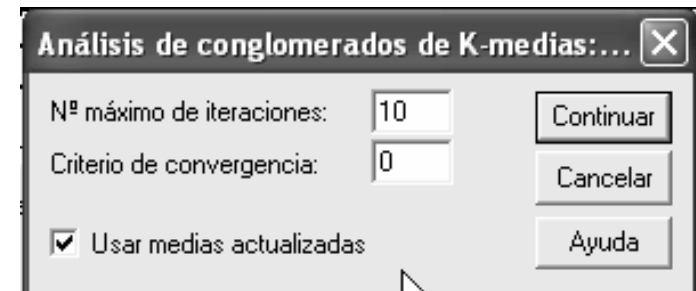 Análisis de conglomerados de K-medias:...
Nº máximo de iteraciones: 10
Continuar
Criterio de convergencia: 0
Cancelar
Usar medias actualizadas
Ayuda